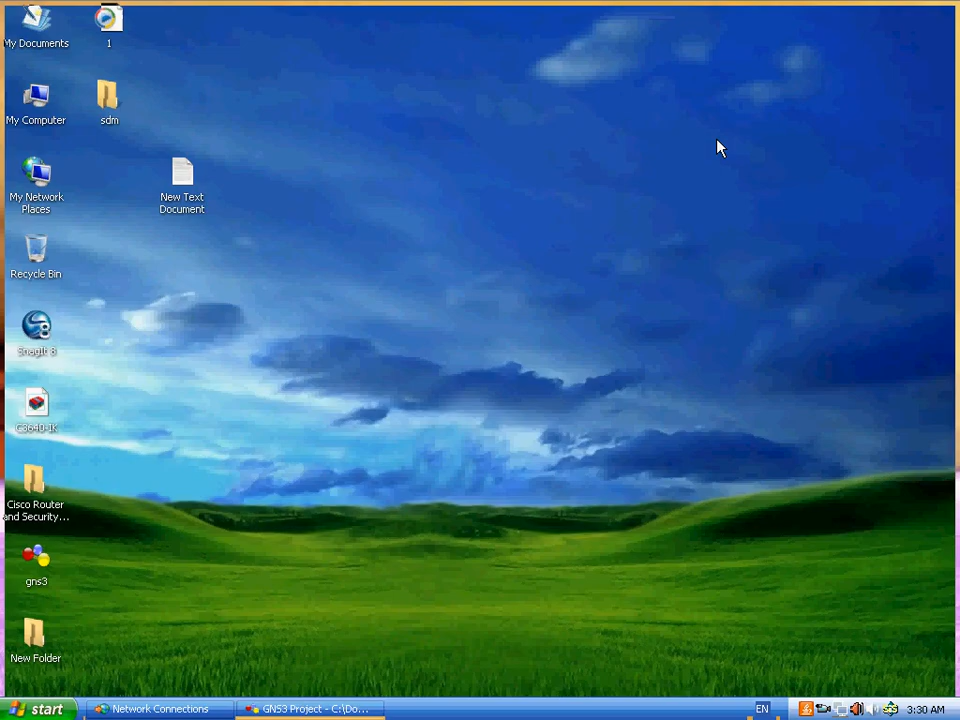 My Documents
1
My Computer
sdm
My Network
Places
New Text
Document
Recycle Bin
SnagIt 8
C3640-IK
Cisco Router
and Security...
gns3
New Folder
start
Network Connections
GNS3 Project - C:\Do...
EN
3:30 AM